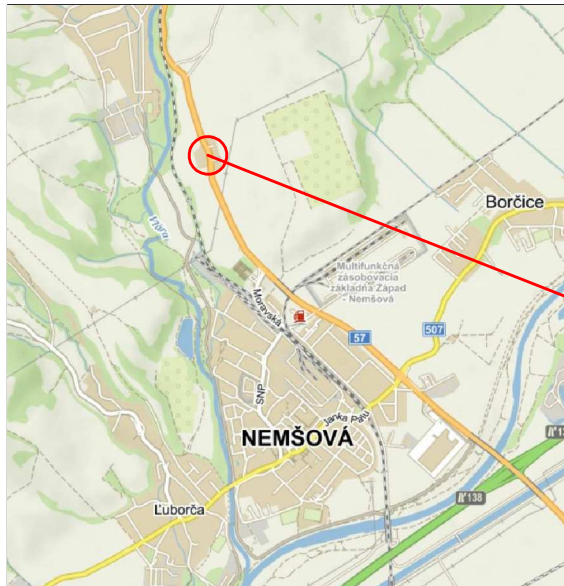 Borčice
Vlára
Multifunkčná
zásobovacia
základňa Západ
Nemšová
Moravská
57
507
SNP
Janka Palu
NEMŠOVÁ
138
Ľuborča